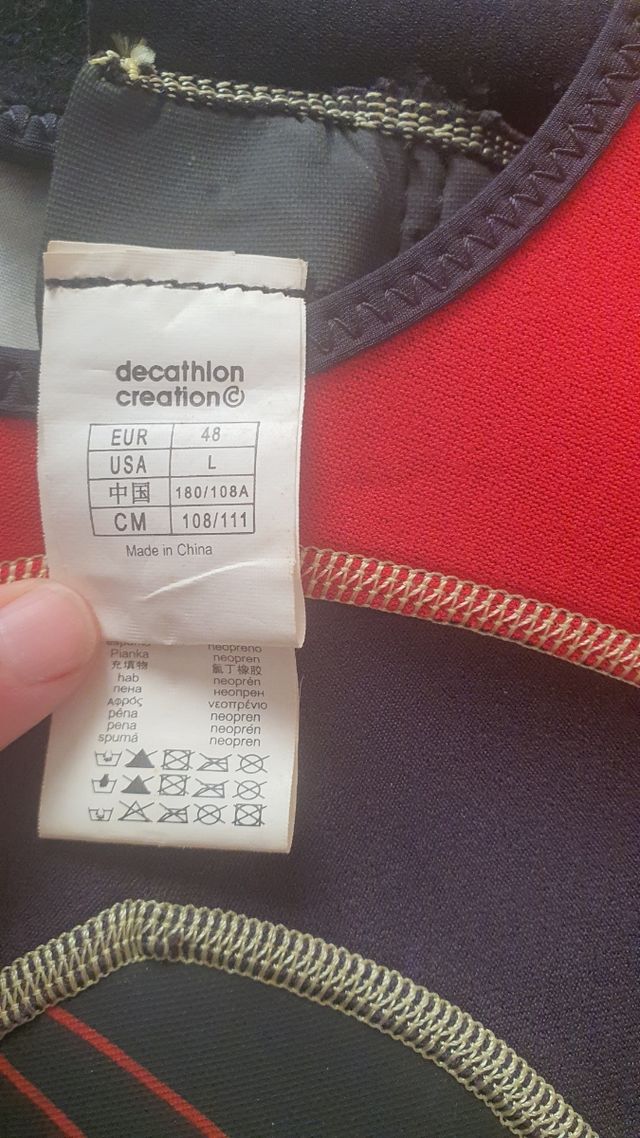 decathlon
creation©
EUR 48
USA L
中国 180/108A
CM 108/111
Made in China
neopreno
Pianka neopren
充填物 氯丁橡胶
hab neoprén
пена неопрен
Αφρός νεοπρένιο
pěna neopren
pena neoprén
spumă neopren